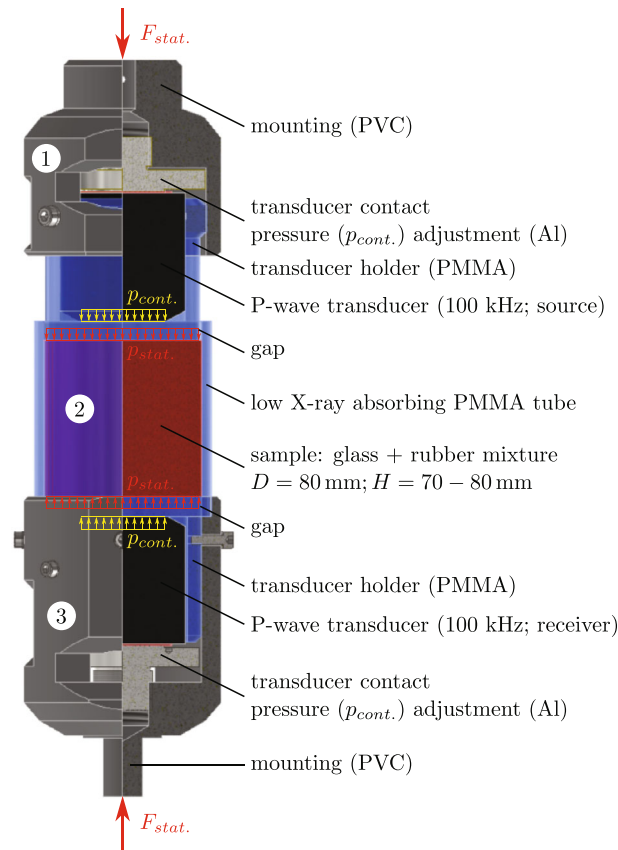 F_stat.
mounting (PVC)
1
transducer contact
pressure (p_cont.) adjustment (Al)
transducer holder (PMMA)
p_cont.
P-wave transducer (100 kHz; source)
p_stat.
gap
2
low X-ray absorbing PMMA tube
sample: glass + rubber mixture
D = 80 mm; H = 70 − 80 mm
p_stat.
gap
p_cont.
transducer holder (PMMA)
3
P-wave transducer (100 kHz; receiver)
transducer contact
pressure (p_cont.) adjustment (Al)
mounting (PVC)
F_stat.